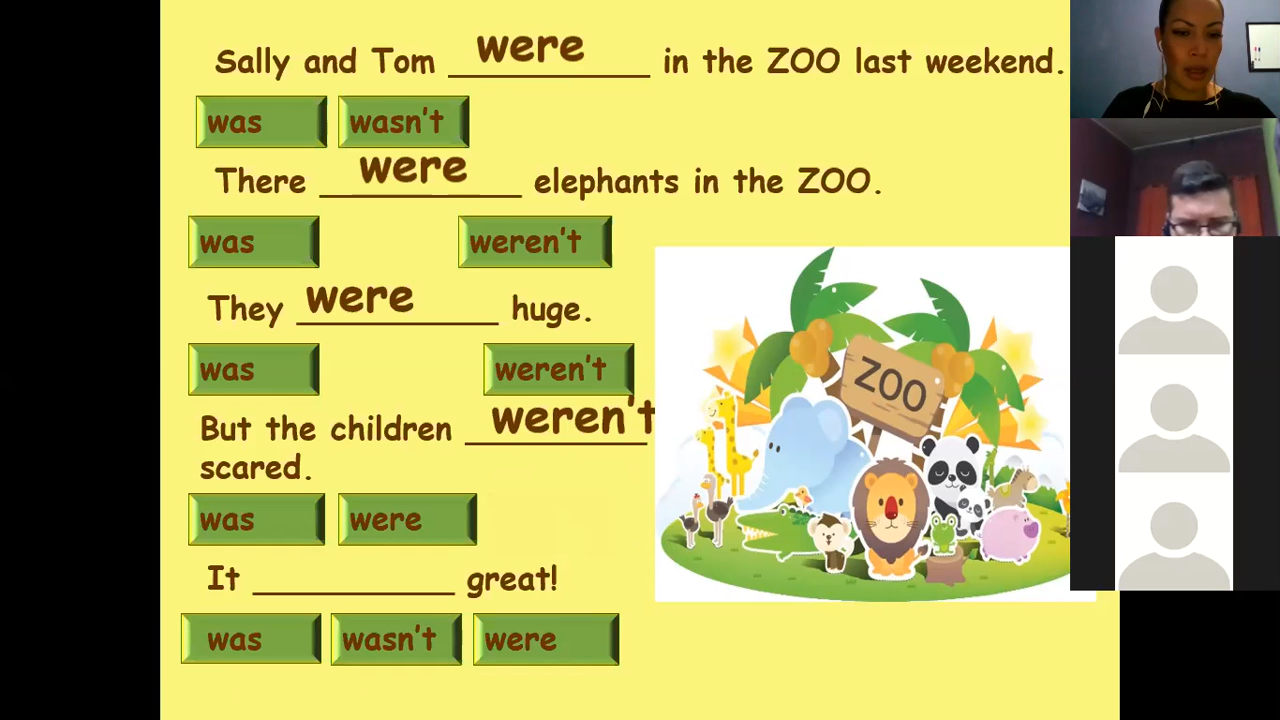 Sally and Tom were in the ZOO last weekend.
was wasn't
There were elephants in the ZOO.
was weren't
They were huge.
was weren't
But the children weren't
scared.
was were
It __________ great!
was wasn't were
ZOO